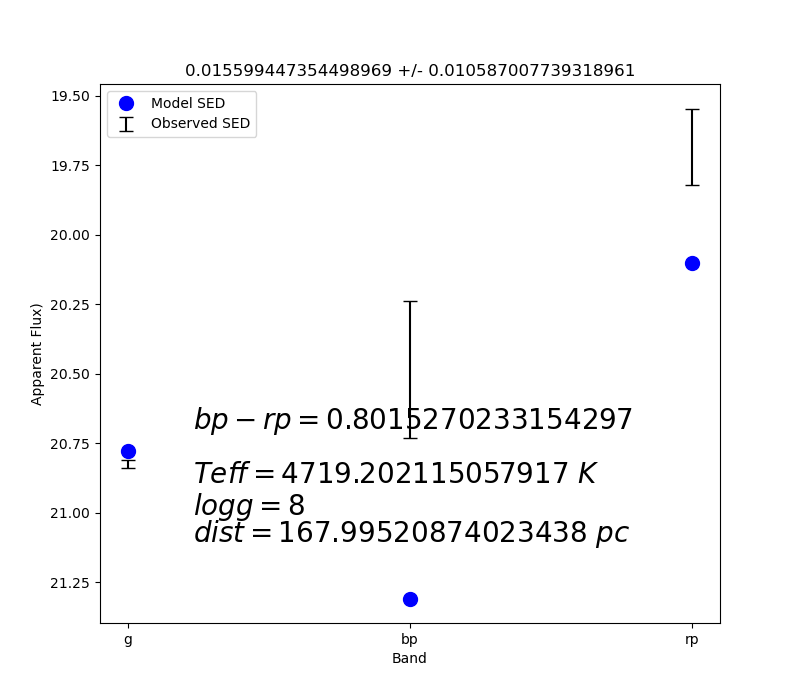 0.015599447354498969 +/- 0.010587007739318961
Model SED
Observed SED
19.50
19.75
20.00
20.25
20.50
20.75
21.00
21.25
Apparent Flux)
bp − rp = 0.8015270233154297
Teff = 4719.202115057917 K
logg = 8
dist = 167.99520874023438 pc
g
bp
rp
Band